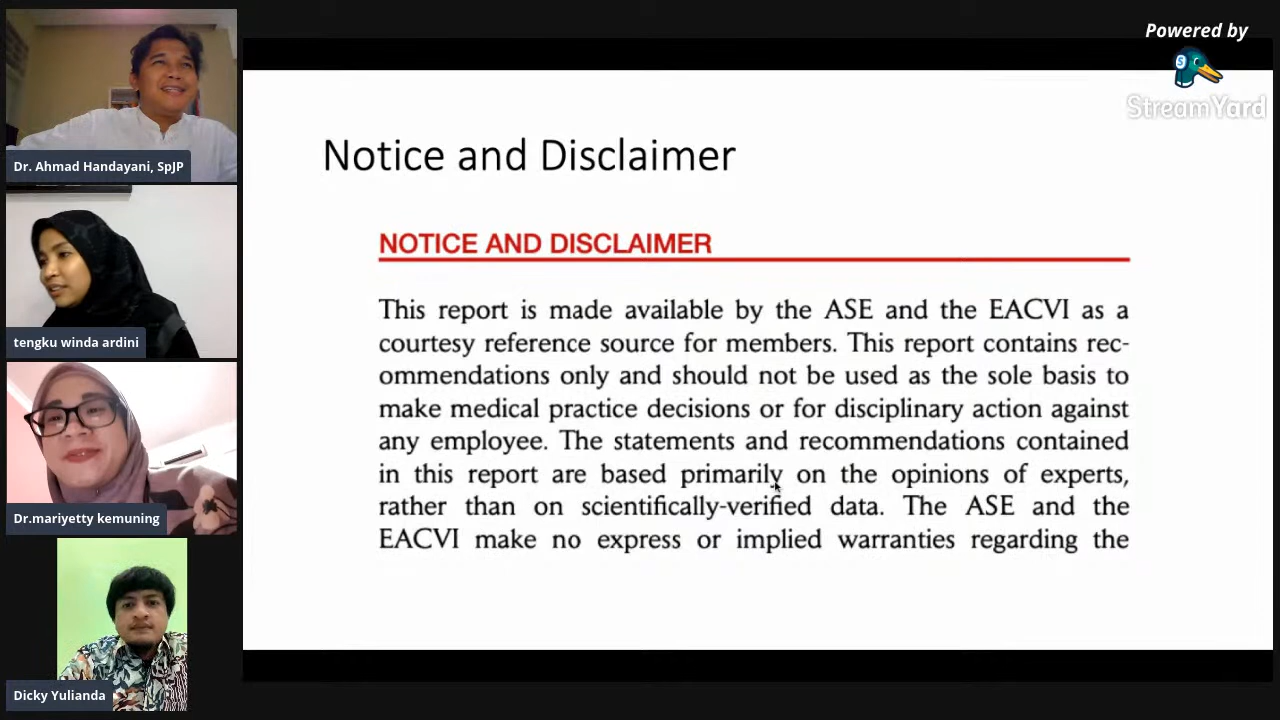 Powered by
StreamYard
Dr. Ahmad Handayani, SpJP
tengku winda ardini
Dr.mariyetty kemuning
Dicky Yulianda
Notice and Disclaimer
NOTICE AND DISCLAIMER
This report is made available by the ASE and the EACVI as a
courtesy reference source for members. This report contains rec-
ommendations only and should not be used as the sole basis to
make medical practice decisions or for disciplinary action against
any employee. The statements and recommendations contained
in this report are based primarily on the opinions of experts,
rather than on scientifically-verified data. The ASE and the
EACVI make no express or implied warranties regarding the